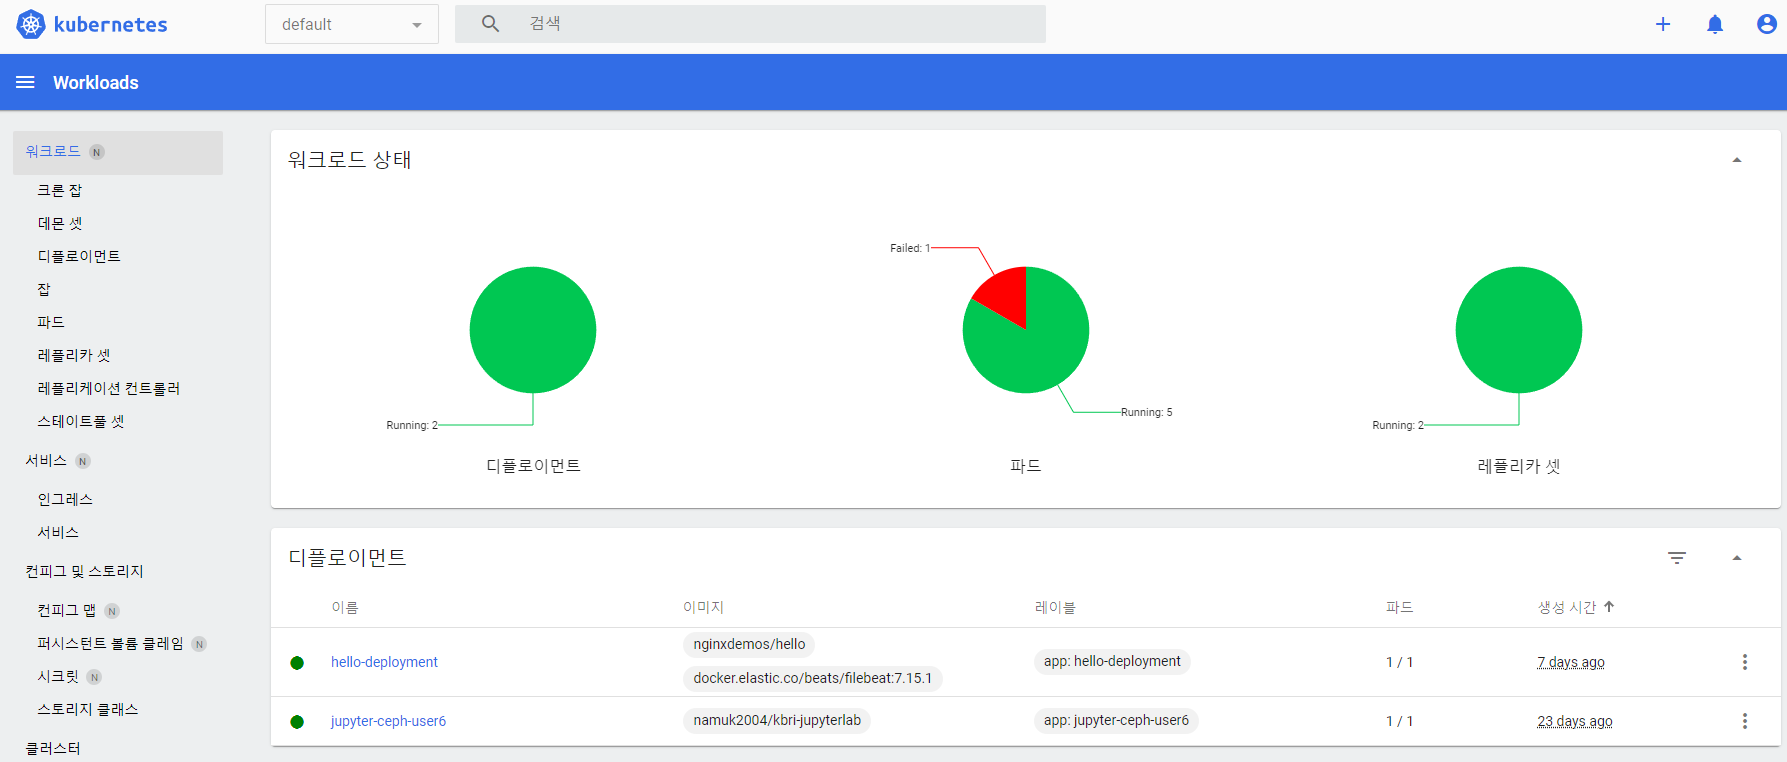 kubernetes
default
검색
Workloads
워크로드 N
크론 잡
데몬 셋
디플로이먼트
잡
파드
레플리카 셋
레플리케이션 컨트롤러
스테이트풀 셋
서비스 N
인그레스
서비스
컨피그 및 스토리지
컨피그 맵 N
퍼시스턴트 볼륨 클레임 N
시크릿 N
스토리지 클래스
클러스터
워크로드 상태
Running: 2
디플로이먼트
Failed: 1
Running: 5
파드
Running: 2
레플리카 셋
디플로이먼트
이름 이미지 레이블 파드 생성 시간
hello-deployment nginxdemos/hello docker.elastic.co/beats/filebeat:7.15.1 app: hello-deployment 1 / 1 7 days ago
jupyter-ceph-user6 namuk2004/kbri-jupyterlab app: jupyter-ceph-user6 1 / 1 23 days ago